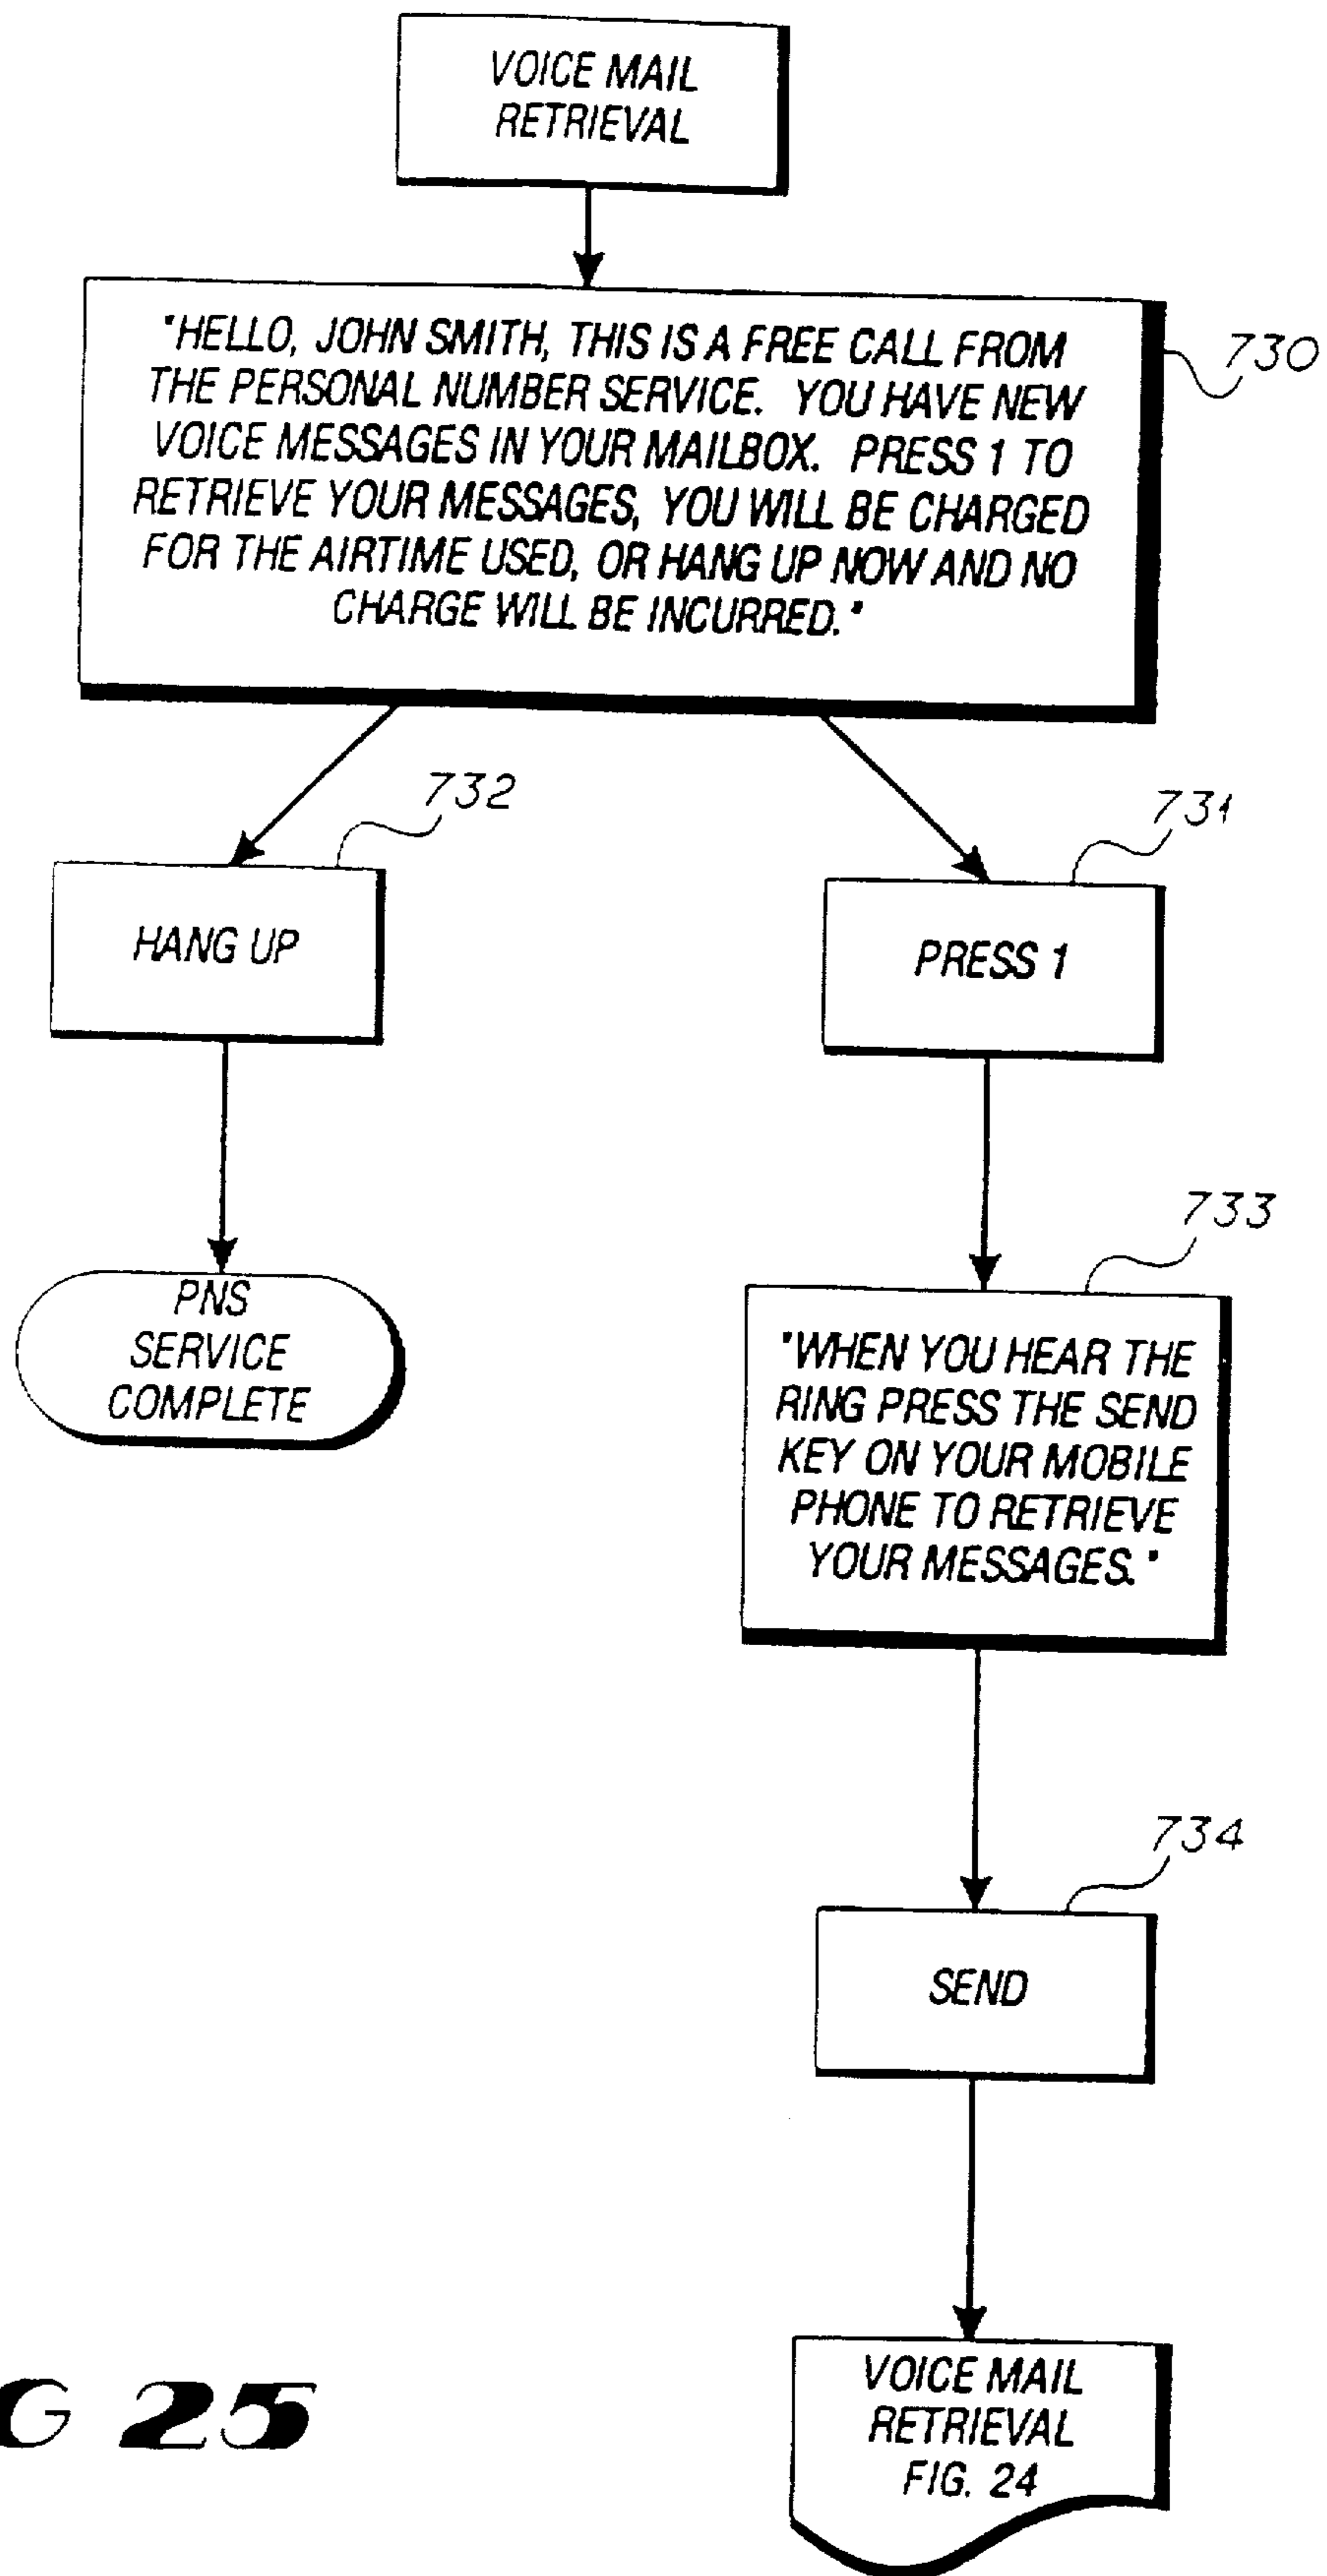 VOICE MAIL
RETRIEVAL
"HELLO, JOHN SMITH, THIS IS A FREE CALL FROM
THE PERSONAL NUMBER SERVICE. YOU HAVE NEW
VOICE MESSAGES IN YOUR MAILBOX. PRESS 1 TO
RETRIEVE YOUR MESSAGES, YOU WILL BE CHARGED
FOR THE AIRTIME USED, OR HANG UP NOW AND NO
CHARGE WILL BE INCURRED."
730
732
HANG UP
731
PRESS 1
PNS
SERVICE
COMPLETE
733
"WHEN YOU HEAR THE
RING PRESS THE SEND
KEY ON YOUR MOBILE
PHONE TO RETRIEVE
YOUR MESSAGES."
734
SEND
VOICE MAIL
RETRIEVAL
FIG. 24
G 25